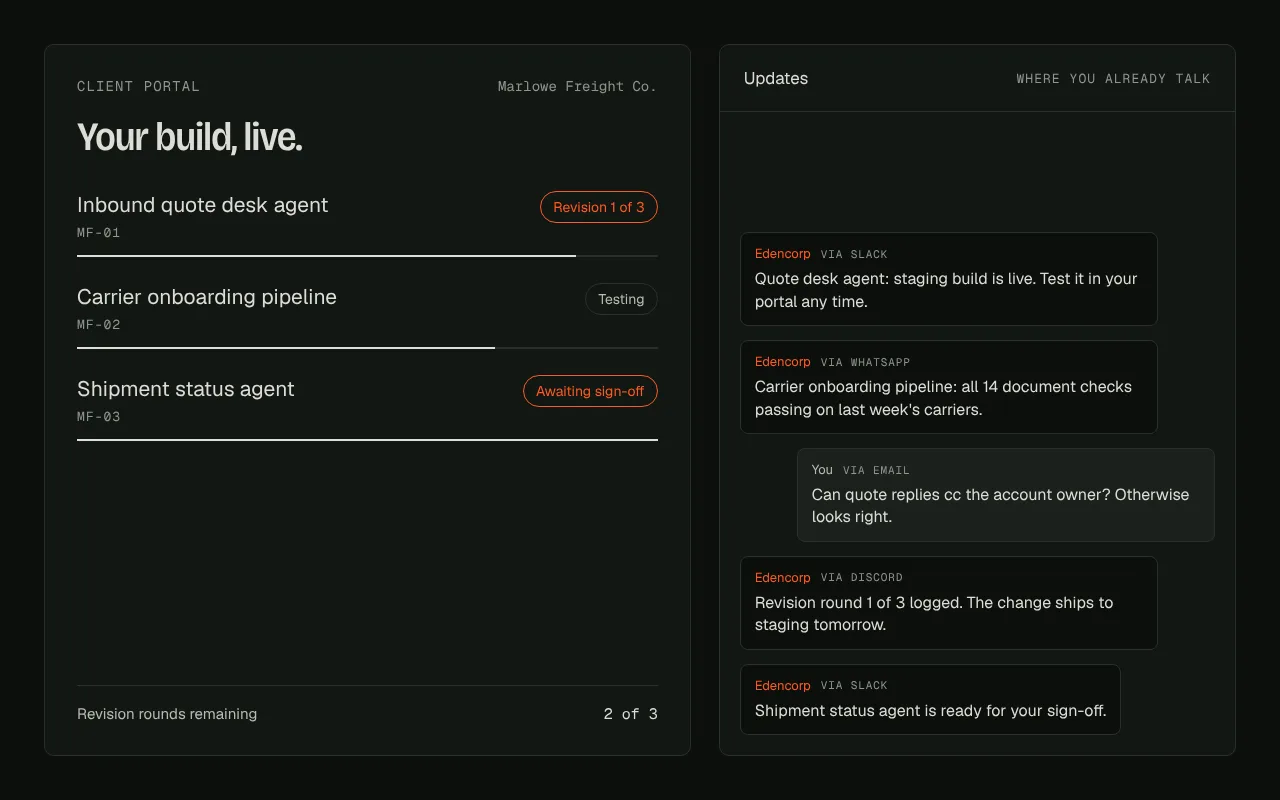 CLIENT PORTAL
Marlowe Freight Co.
Your build, live.
Inbound quote desk agent
Revision 1 of 3
MF-01
Carrier onboarding pipeline
Testing
MF-02
Shipment status agent
Awaiting sign-off
MF-03
Revision rounds remaining
2 of 3
Updates
WHERE YOU ALREADY TALK
Edencorp VIA SLACK
Quote desk agent: staging build is live. Test it in your
portal any time.
Edencorp VIA WHATSAPP
Carrier onboarding pipeline: all 14 document checks
passing on last week's carriers.
You VIA EMAIL
Can quote replies cc the account owner? Otherwise
looks right.
Edencorp VIA DISCORD
Revision round 1 of 3 logged. The change ships to
staging tomorrow.
Edencorp VIA SLACK
Shipment status agent is ready for your sign-off.